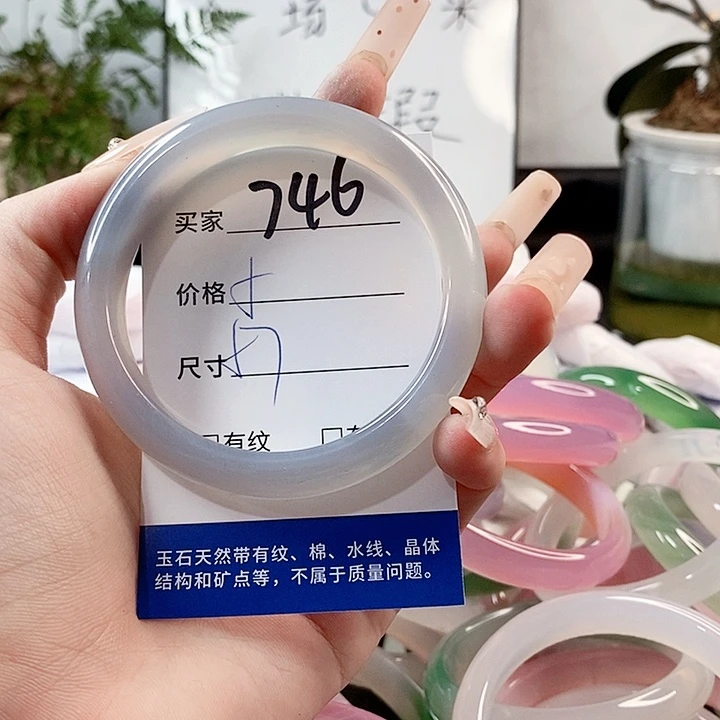 场
买家 746
价格
尺寸
有纹
玉石天然带有纹、棉、水线、晶体
结构和矿点等，不属于质量问题。